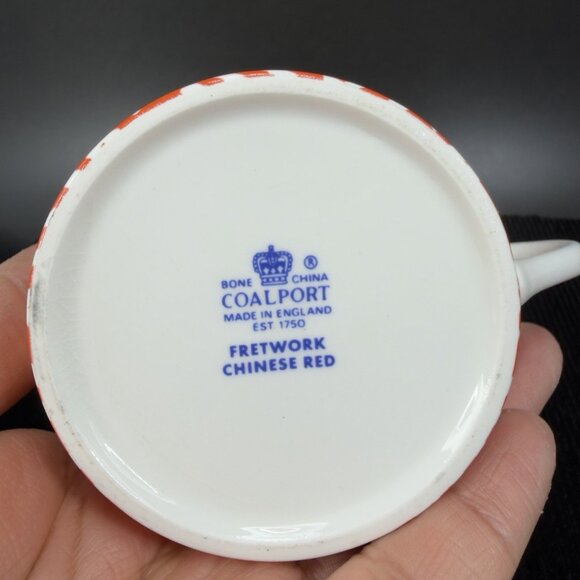 ®
BONE CHINA
COALPORT
MADE IN ENGLAND
EST. 1750
FRETWORK
CHINESE RED